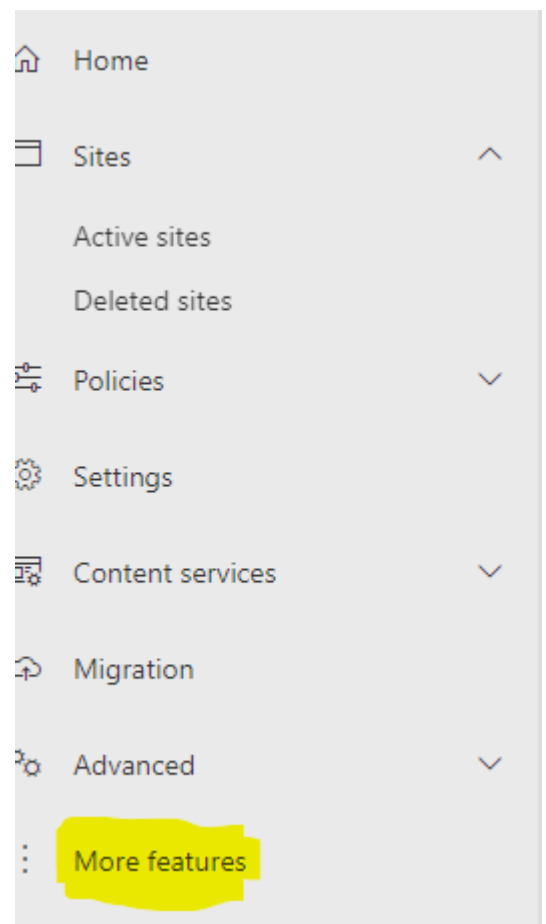 Home
Sites
Active sites
Deleted sites
Policies
Settings
Content services
Migration
Advanced
More features